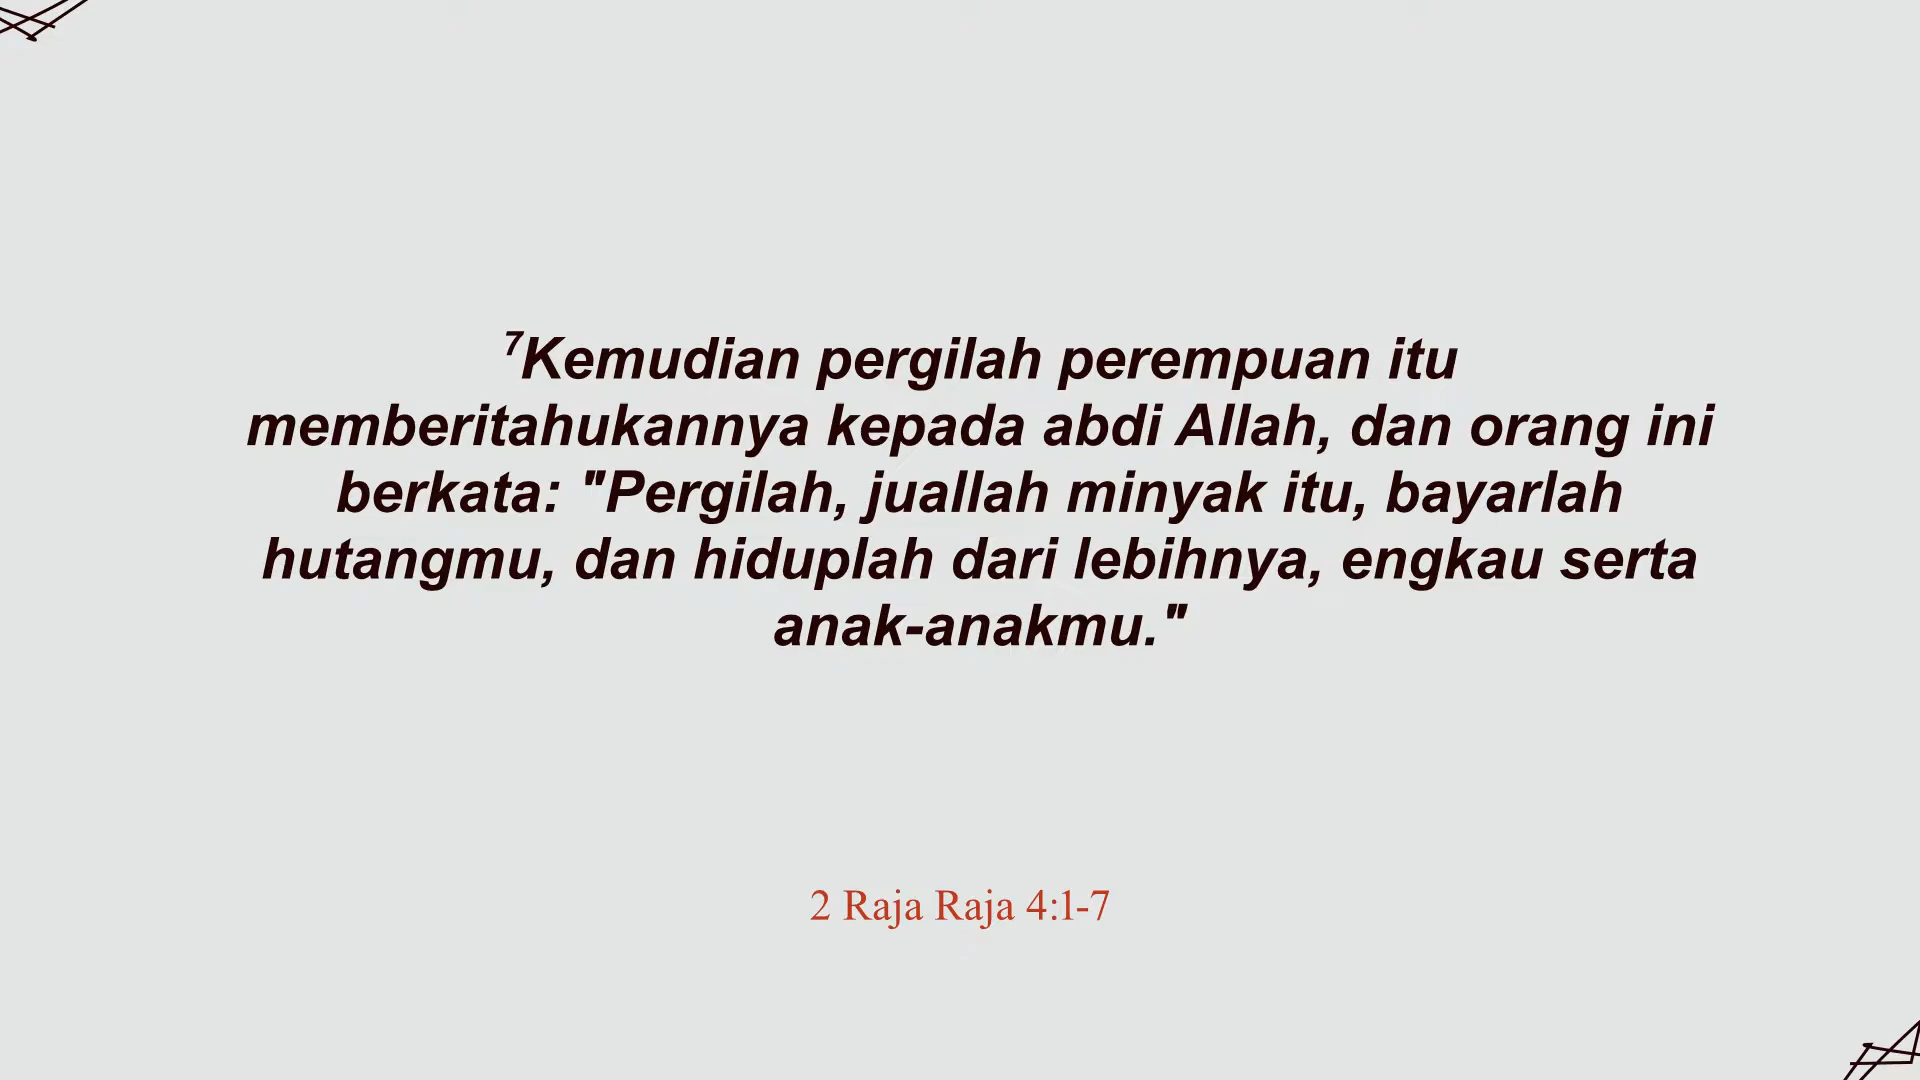 ⁷Kemudian pergilah perempuan itu
memberitahukannya kepada abdi Allah, dan orang ini
berkata: "Pergilah, juallah minyak itu, bayarlah
hutangmu, dan hiduplah dari lebihnya, engkau serta
anak-anakmu."
2 Raja Raja 4:1-7